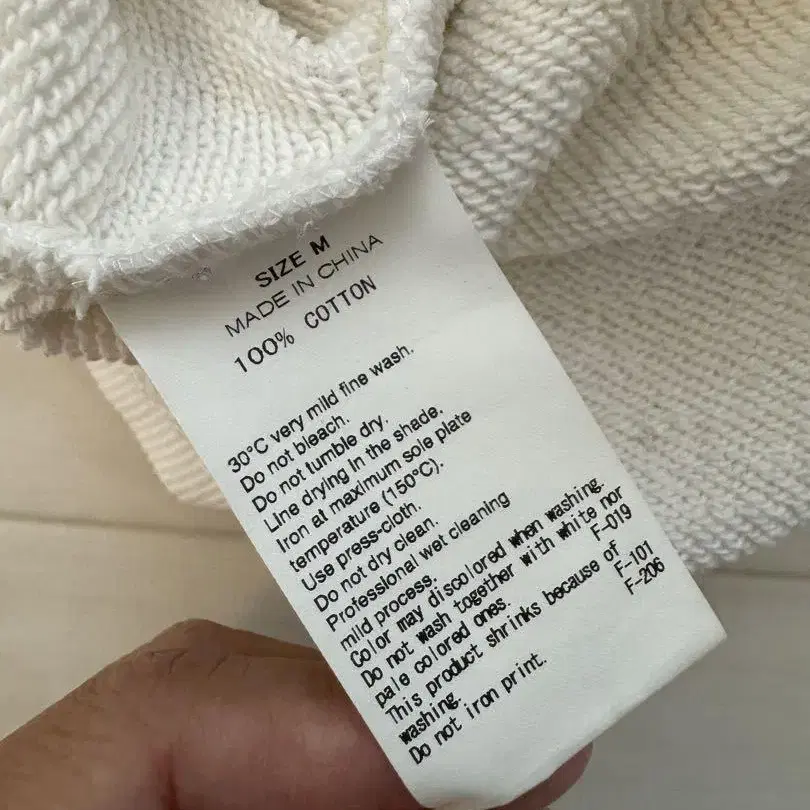 SIZE M
MADE IN CHINA
100% COTTON
30°C very mild fine wash.
Do not bleach.
Do not tumble dry.
Line drying in the shade.
Iron at maximum sole plate
temperature (150°C).
Use press-cloth.
Do not dry clean.
Professional wet cleaning
mild process.
Color may discolored when washing.
Do not wash together with white nor
pale colored ones. F-019
This product shrinks because of
washing. F-101
Do not iron print. F-206